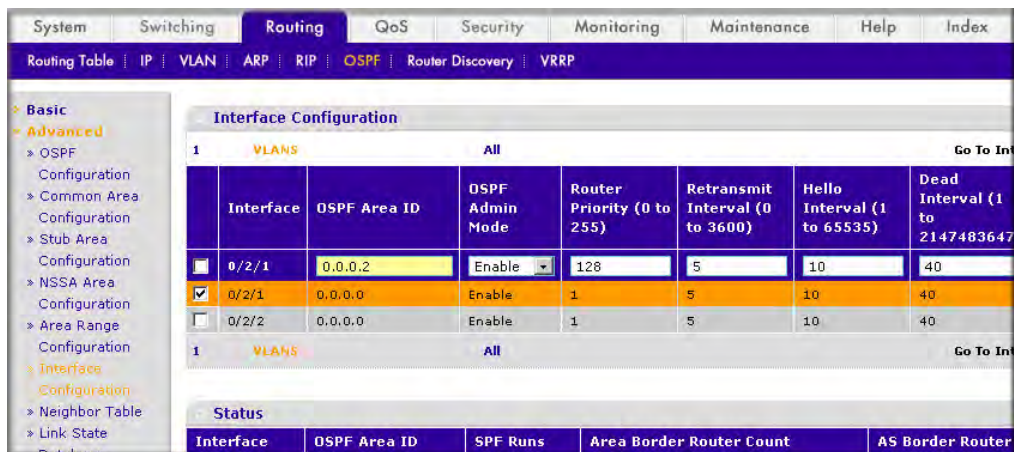 System Switching Routing QoS Security Monitoring Maintenance Help Index
Routing Table IP VLAN ARP RIP OSPF Router Discovery VRRP
Basic
Advanced
» OSPF
Configuration
» Common Area
Configuration
» Stub Area
Configuration
» NSSA Area
Configuration
» Area Range
Configuration
» Interface
Configuration
» Neighbor Table
» Link State
Interface Configuration
1 VLANS All Go To Int
Interface OSPF Area ID OSPF Admin Mode Router Priority (0 to 255) Retransmit Interval (0 to 3600) Hello Interval (1 to 65535) Dead Interval (1 to 2147483647
0/2/1 0.0.0.2 Enable 128 5 10 40
0/2/1 0.0.0.0 Enable 1 5 10 40
0/2/2 0.0.0.0 Enable 1 5 10 40
1 VLANS All Go To Int
Status
Interface OSPF Area ID SPF Runs Area Border Router Count AS Border Router